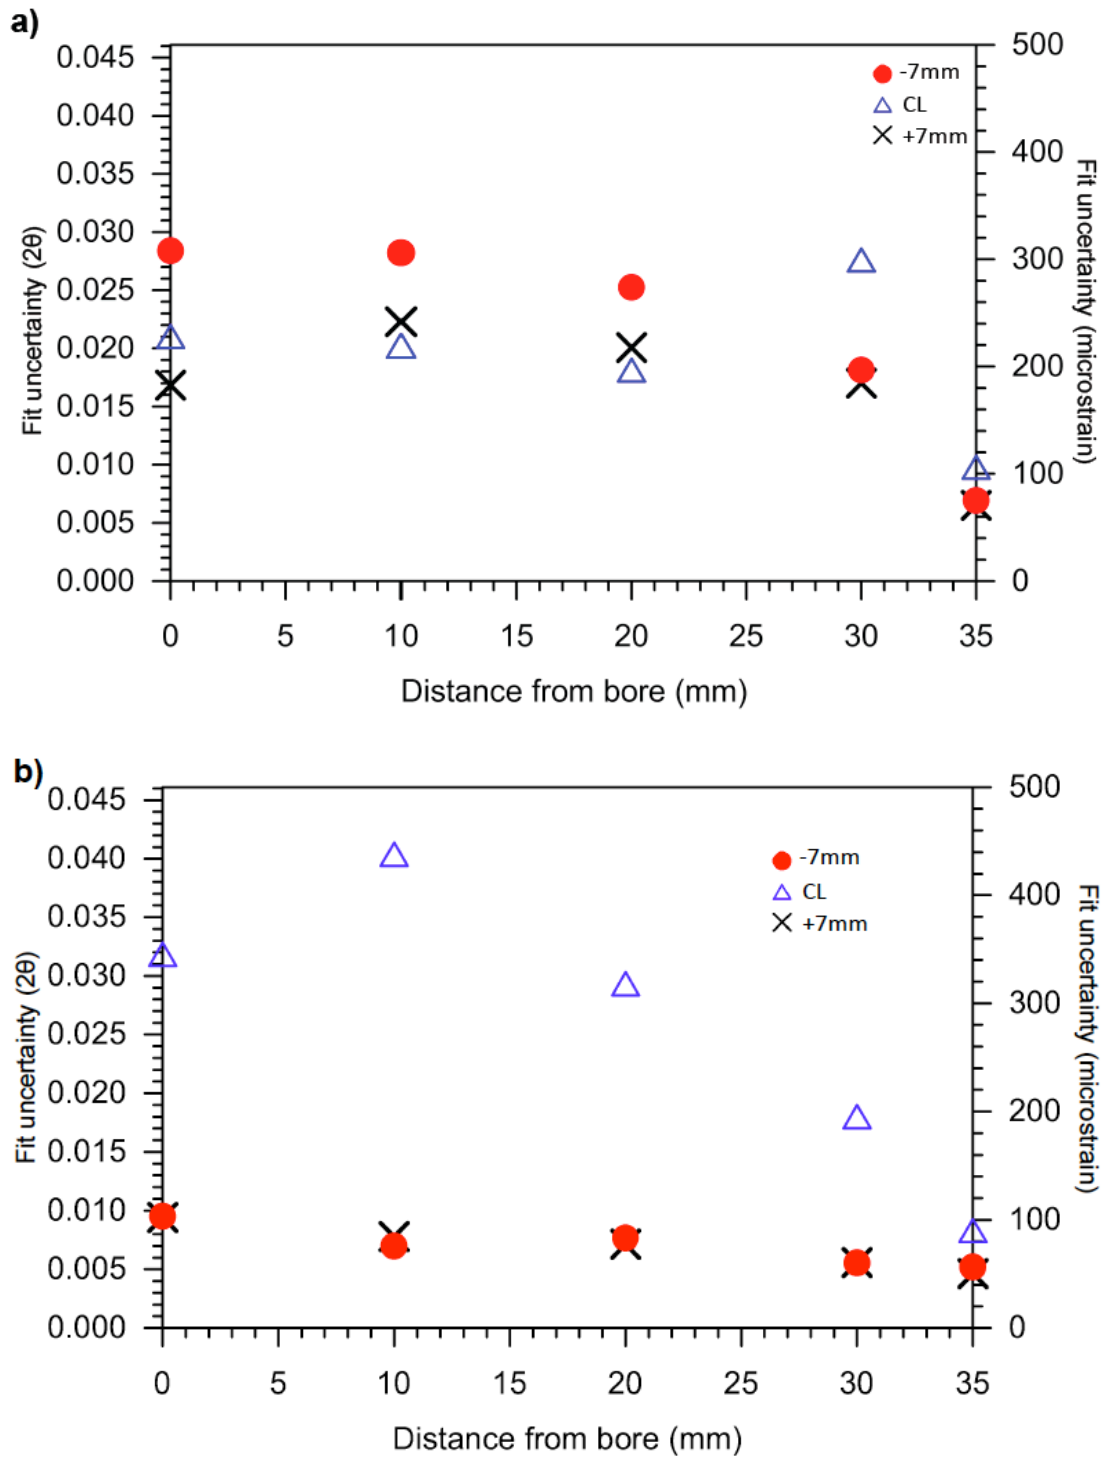 a)
0.045
0.040
0.035
0.030
0.025
0.020
0.015
0.010
0.005
0.000
Fit uncertainty (2θ)
500
400
300
200
100
0
Fit uncertainty (microstrain)
-7mm
CL
+7mm
0 5 10 15 20 25 30 35
Distance from bore (mm)
b)
0.045
0.040
0.035
0.030
0.025
0.020
0.015
0.010
0.005
0.000
Fit uncertainty (2θ)
500
400
300
200
100
0
Fit uncertainty (microstrain)
-7mm
CL
+7mm
0 5 10 15 20 25 30 35
Distance from bore (mm)